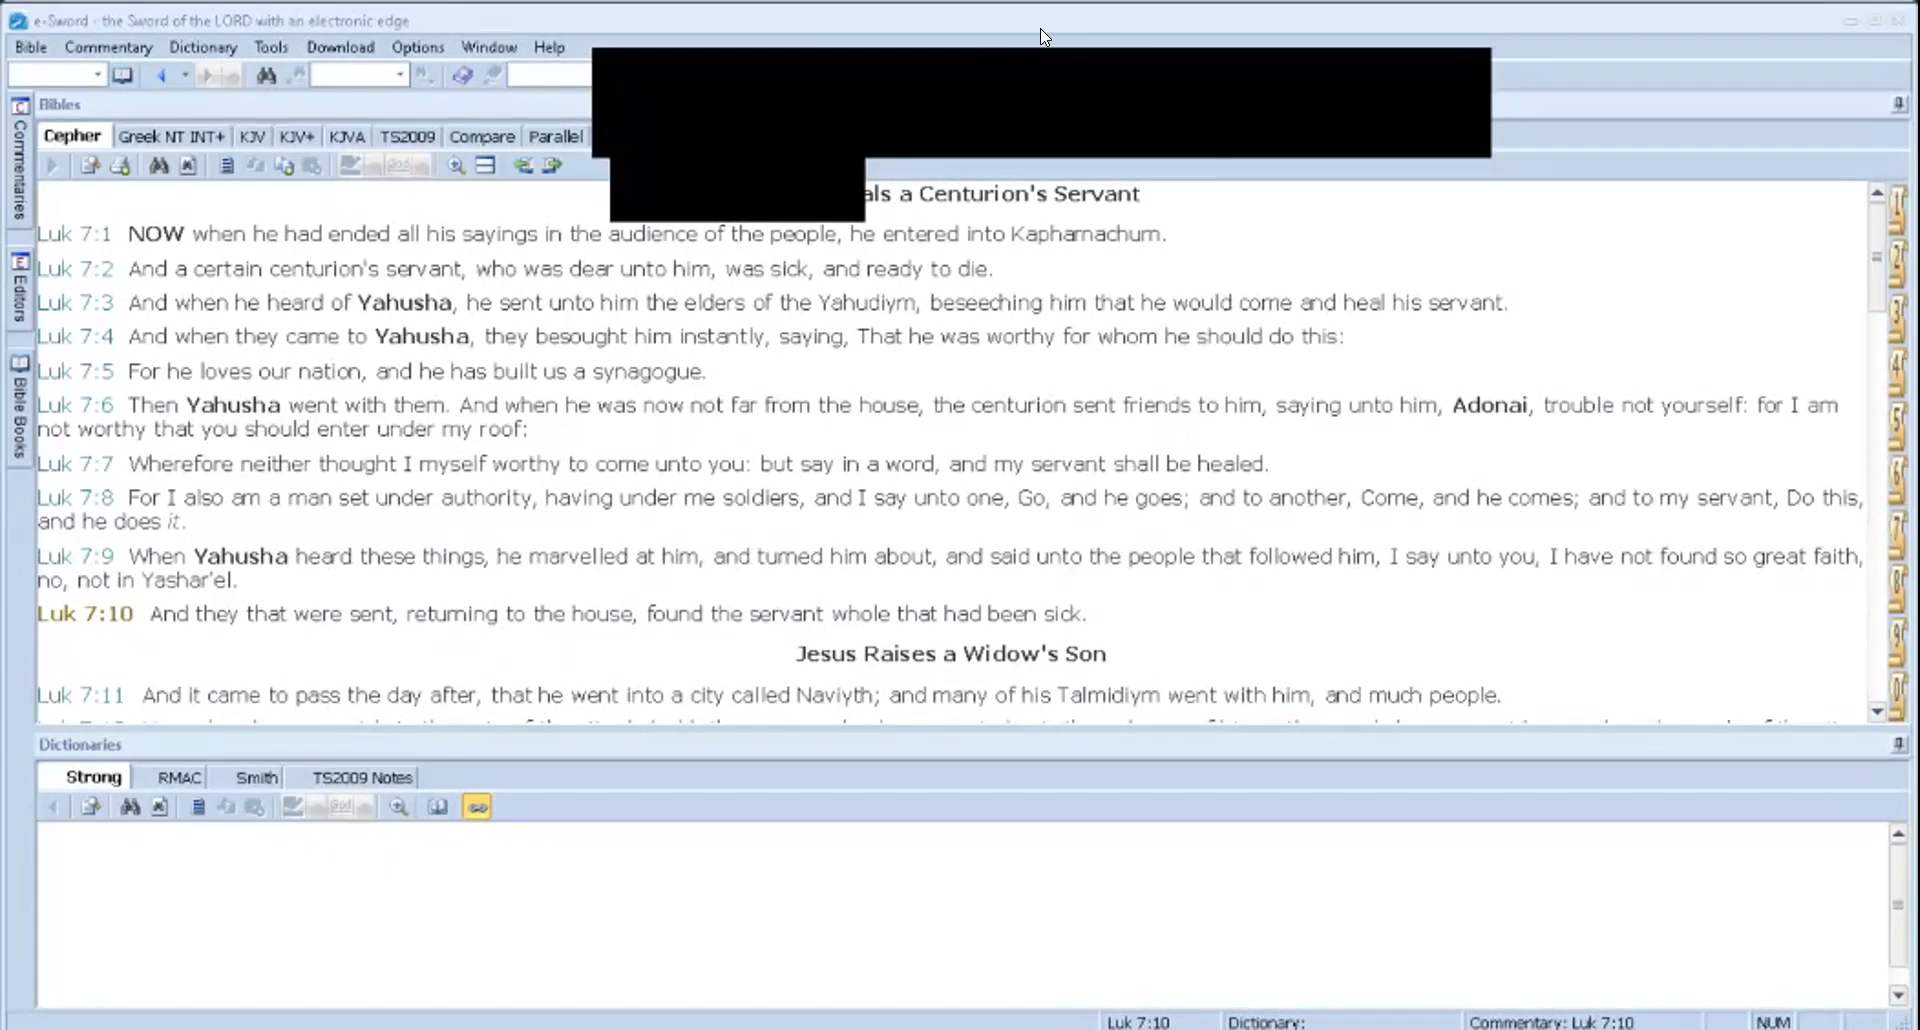 e-Sword - the Sword of the LORD with an electronic edge
Bible Commentary Dictionary Tools Download Options Window Help
Bibles
Cepher Greek NT INT+ KJV KJV+ KJVA TS2009 Compare Parallel
Commentaries
Editors
Bible Books
als a Centurion's Servant
Luk 7:1 NOW when he had ended all his sayings in the audience of the people, he entered into Kapharnachum.
Luk 7:2 And a certain centurion's servant, who was dear unto him, was sick, and ready to die.
Luk 7:3 And when he heard of Yahusha, he sent unto him the elders of the Yahudiym, beseeching him that he would come and heal his servant.
Luk 7:4 And when they came to Yahusha, they besought him instantly, saying, That he was worthy for whom he should do this:
Luk 7:5 For he loves our nation, and he has built us a synagogue.
Luk 7:6 Then Yahusha went with them. And when he was now not far from the house, the centurion sent friends to him, saying unto him, Adonai, trouble not yourself: for I am
not worthy that you should enter under my roof:
Luk 7:7 Wherefore neither thought I myself worthy to come unto you: but say in a word, and my servant shall be healed.
Luk 7:8 For I also am a man set under authority, having under me soldiers, and I say unto one, Go, and he goes; and to another, Come, and he comes; and to my servant, Do this,
and he does it.
Luk 7:9 When Yahusha heard these things, he marvelled at him, and turned him about, and said unto the people that followed him, I say unto you, I have not found so great faith,
no, not in Yashar'el.
Luk 7:10 And they that were sent, returning to the house, found the servant whole that had been sick.
Jesus Raises a Widow's Son
Luk 7:11 And it came to pass the day after, that he went into a city called Naviyth; and many of his Talmidiym went with him, and much people.
Dictionaries
Strong RMAC Smith TS2009 Notes
Luk 7:10 Dictionary: Commentary: Luk 7:10 NUM